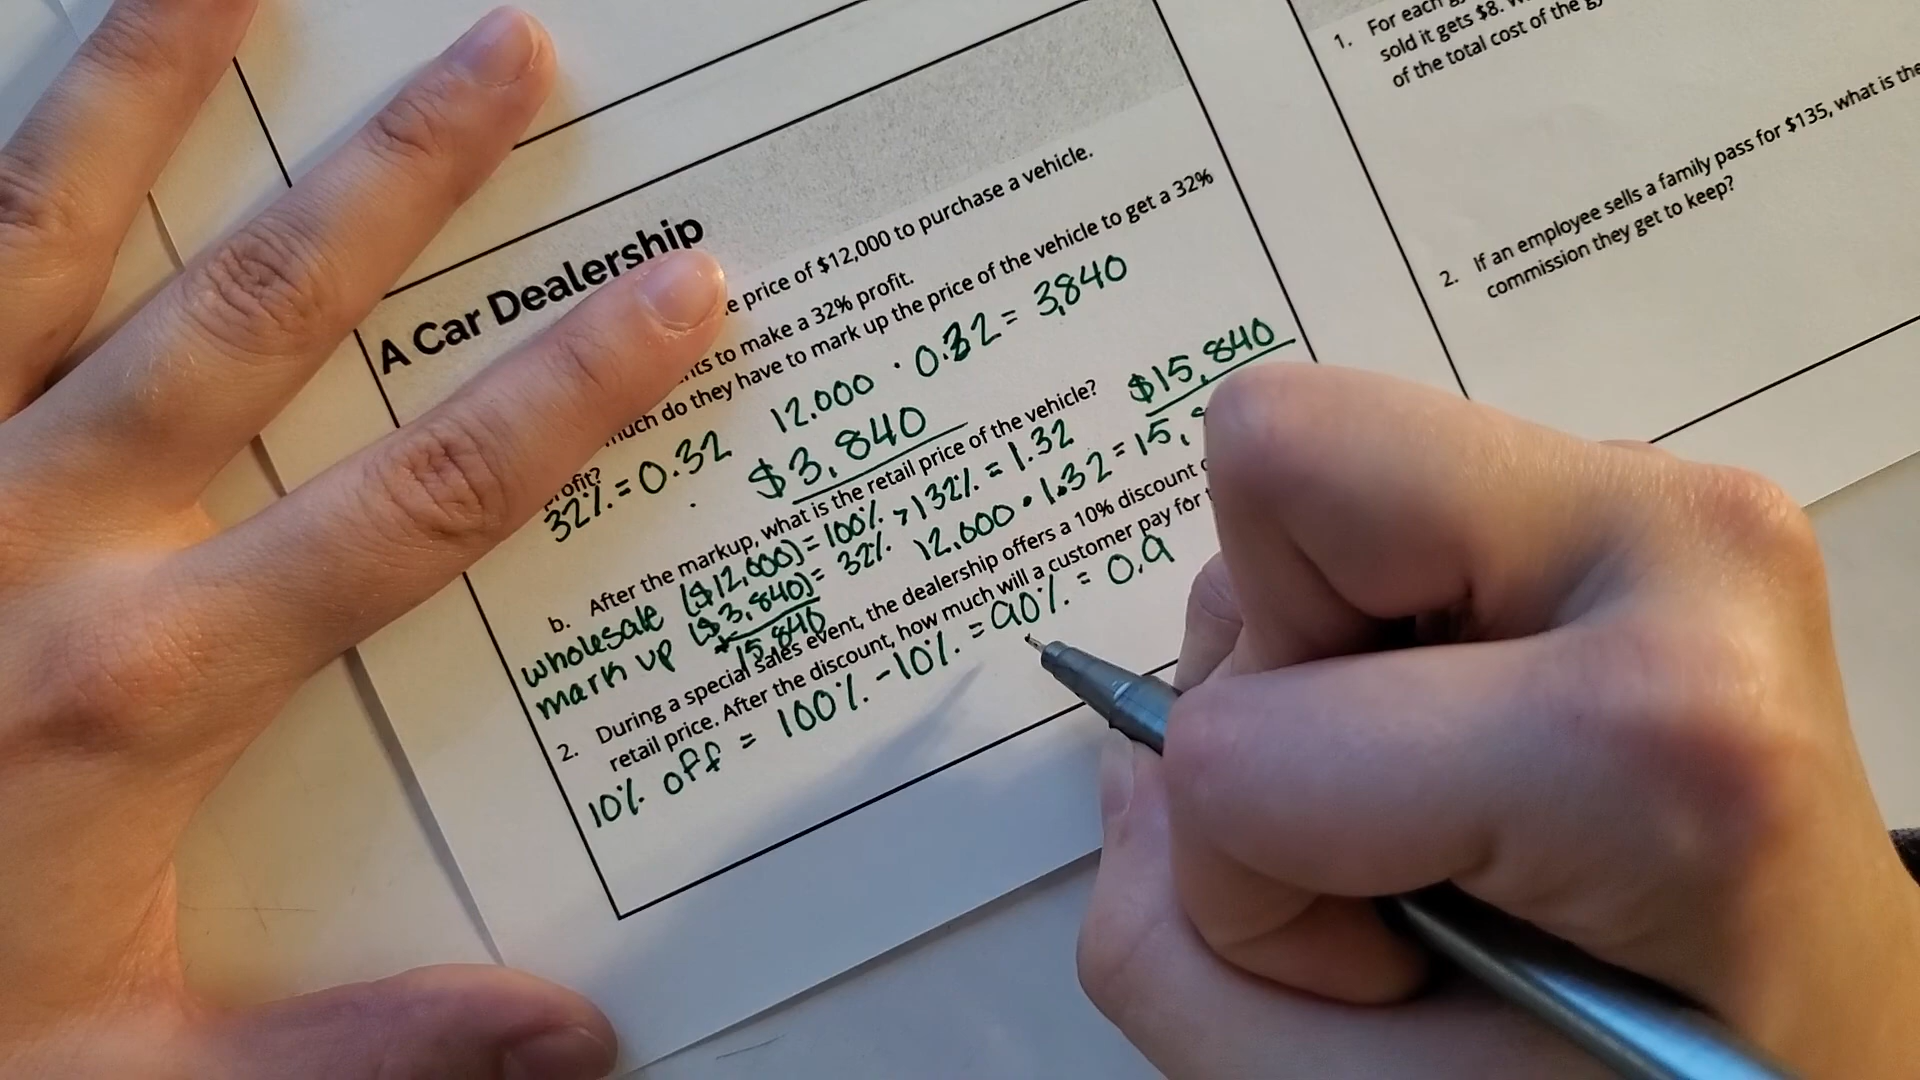 A Car Dealership
price of $12,000 to purchase a vehicle.
to make a 32% profit.
much do they have to mark up the price of the vehicle to get a 32%
profit?
32% = 0.32 12.000 · 0.32 = 3,840
$3,840
b. After the markup, what is the retail price of the vehicle? $15,840
wholesale ($12,000) = 100% > 132% = 1.32
mark up ($3,840) = 32% 12,000 · 1.32 = 15,
+ 15,840
2. During a special sales event, the dealership offers a 10% discount
retail price. After the discount, how much will a customer pay for
10% off = 100% - 10% = 90% = 0.9
1. For each
sold it gets $8.
of the total cost of the
2. If an employee sells a family pass for $135, what is the
commission they get to keep?